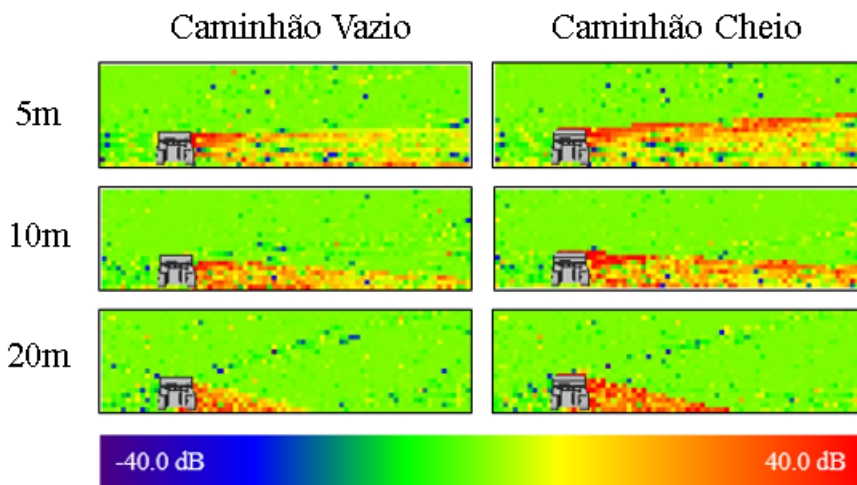 Caminhão Vazio
Caminhão Cheio
5m
10m
20m
-40.0 dB
40.0 dB